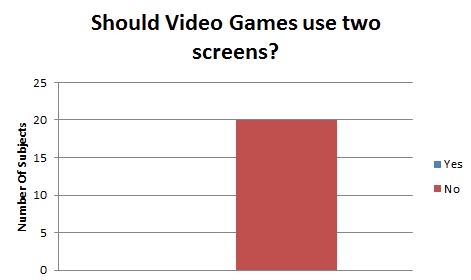 Should Video Games use two
screens?
25
20
15
10
5
0
Number Of Subjects
Yes
No